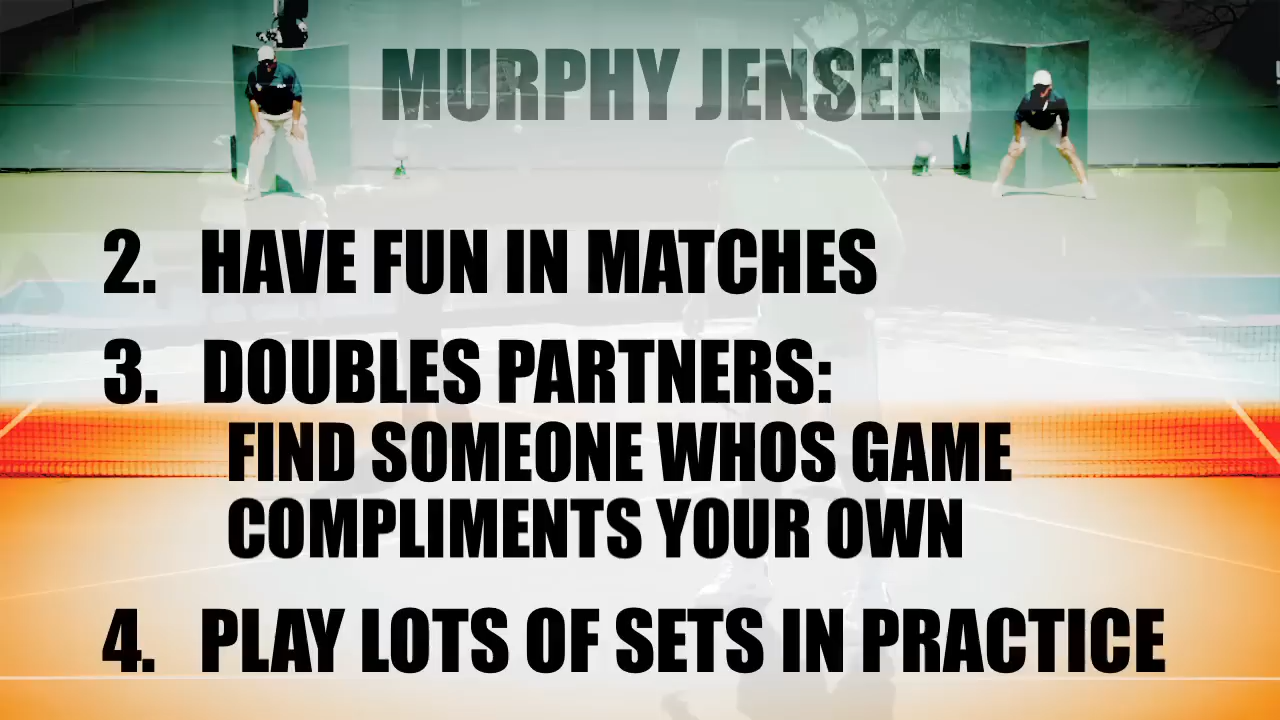 MURPHY JENSEN
2. HAVE FUN IN MATCHES
3. DOUBLES PARTNERS:
FIND SOMEONE WHOS GAME
COMPLIMENTS YOUR OWN
4. PLAY LOTS OF SETS IN PRACTICE